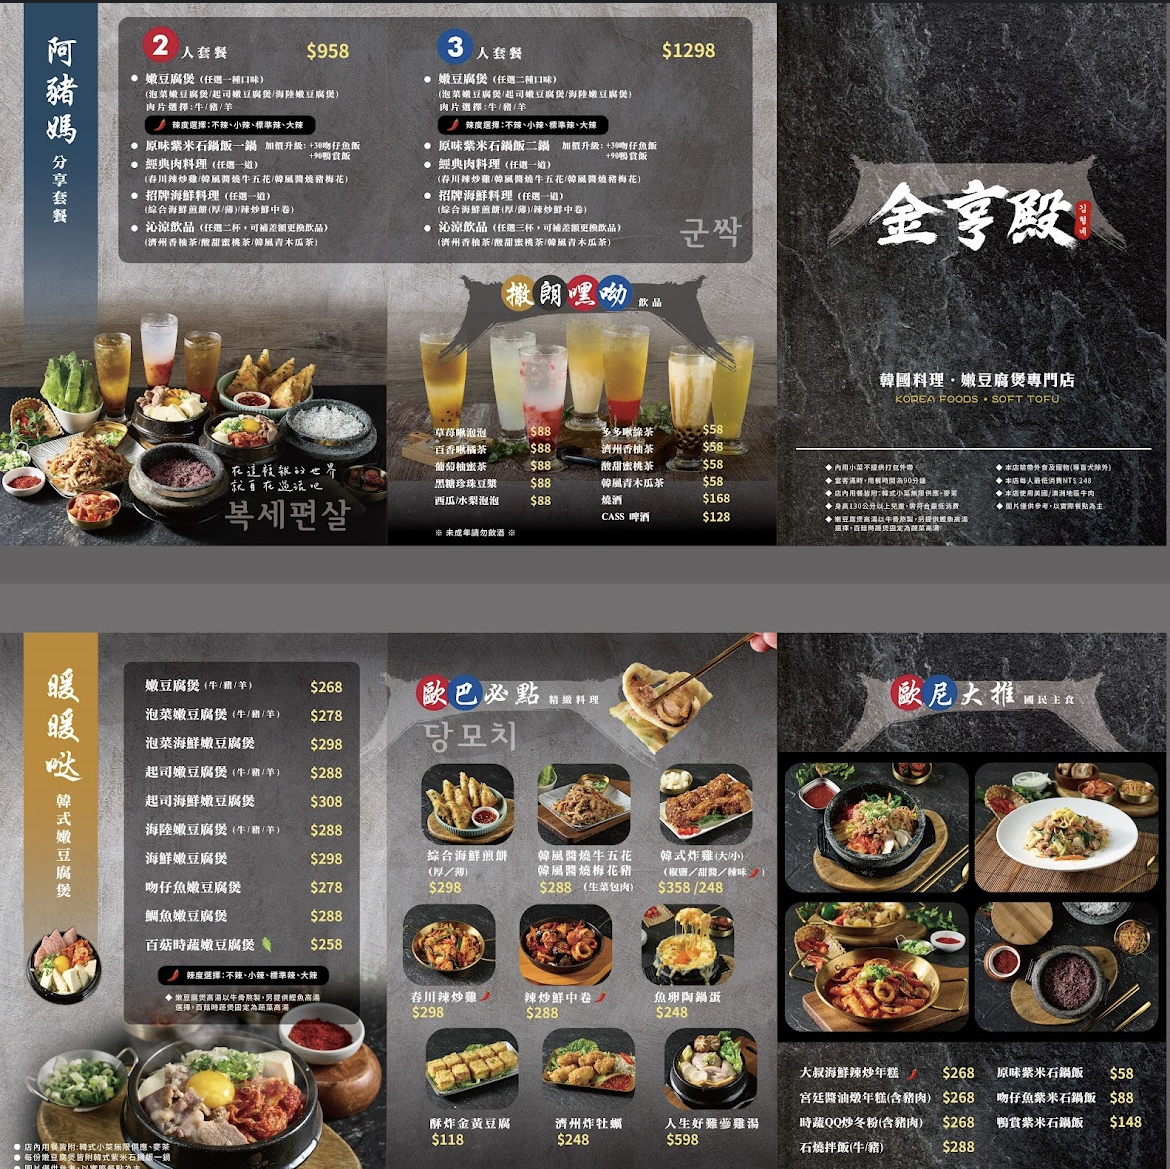 阿豬媽
分享套餐
2人套餐 $958
嫩豆腐煲(任選一種口味)
(泡菜嫩豆腐煲/起司嫩豆腐煲/海陸嫩豆腐煲)
肉片選擇:牛/豬/羊
辣度選擇:不辣、小辣、標準辣、大辣
原味紫米石鍋飯一鍋 加價升級:+30吻仔魚飯
+90鴨賞飯
經典肉料理(任選一道)
(春川辣炒雞/韓風醬燒牛五花/韓風醬燒豬梅花)
招牌海鮮料理(任選一道)
(綜合海鮮煎餅(厚/薄)/辣炒鮮中卷)
沁涼飲品(任選二杯,可補差額更換飲品)
(濟州香柚茶/酸甜蜜桃茶/韓風青木瓜茶)
3人套餐 $1298
嫩豆腐煲(任選二種口味)
(泡菜嫩豆腐煲/起司嫩豆腐煲/海陸嫩豆腐煲)
肉片選擇:牛/豬/羊
辣度選擇:不辣、小辣、標準辣、大辣
原味紫米石鍋飯二鍋 加價升級:+30吻仔魚飯
+90鴨賞飯
經典肉料理(任選一道)
(春川辣炒雞/韓風醬燒牛五花/韓風醬燒豬梅花)
招牌海鮮料理(任選一道)
(綜合海鮮煎餅(厚/薄)/辣炒鮮中卷)
沁涼飲品(任選三杯,可補差額更換飲品)
(濟州香柚茶/酸甜蜜桃茶/韓風青木瓜茶)
군짝
在這複雜的世界
就自在過活吧
복세편살
撒朗嘿呦 飲品
草莓啾泡泡 $88
百香啾橘茶 $88
葡萄柚蜜茶 $88
黑糖珍珠豆漿 $88
西瓜/水梨泡泡 $88
多多啾綠茶 $58
濟州香柚茶 $58
酸甜蜜桃茶 $58
韓風青木瓜茶 $58
燒酒 $168
CASS 啤酒 $128
※ 未成年請勿飲酒 ※
金亨殿
김형네
韓國料理・嫩豆腐煲專門店
KOREA FOODS • SOFT TOFU
◆ 內用小菜不提供打包外帶
◆ 當客滿時,用餐時間為90分鐘
◆ 店內用餐皆附:韓式小菜無限供應、麥茶
◆ 身高130公分以上兒童,需符合最低消費
◆ 嫩豆腐煲高湯以牛骨熬製,另提供鰹魚高湯
選擇,百菇時蔬煲固定為蔬菜高湯
◆ 本店禁帶外食及寵物(導盲犬除外)
◆ 本店每人最低消費NT$ 248
◆ 本店使用美國/澳洲地區牛肉
◆ 圖片僅供參考,以實際餐點為主
暖暖哒
韓式嫩豆腐煲
嫩豆腐煲(牛/豬/羊) $268
泡菜嫩豆腐煲(牛/豬/羊) $278
泡菜海鮮嫩豆腐煲 $298
起司嫩豆腐煲(牛/豬/羊) $288
起司海鮮嫩豆腐煲 $308
海陸嫩豆腐煲(牛/豬/羊) $288
海鮮嫩豆腐煲 $298
吻仔魚嫩豆腐煲 $278
鯛魚嫩豆腐煲 $288
百菇時蔬嫩豆腐煲 $258
辣度選擇:不辣、小辣、標準辣、大辣
◆ 嫩豆腐煲高湯以牛骨熬製,另提供鰹魚高湯
選擇,百菇時蔬煲固定為蔬菜高湯
● 店內用餐皆附:韓式小菜無限供應、麥茶
● 每份嫩豆腐煲皆附韓式紫米石鍋飯一鍋
● 圖片僅供參考,以實際餐點為主
歐巴必點 精緻料理
당모치
綜合海鮮煎餅
(厚/薄)
$298
韓風醬燒牛五花
韓風醬燒梅花豬
$288 (生菜包肉)
韓式炸雞(大/小)
(椒鹽/甜醬/辣味)
$358 /248
春川辣炒雞
$298
辣炒鮮中卷
$288
魚卵陶鍋蛋
$248
酥炸金黃豆腐
$118
濟州炸牡蠣
$248
人生好難蔘雞湯
$598
歐尼大推 國民主食
大叔海鮮辣炒年糕 $268
宮廷醬油燉年糕(含豬肉) $268
時蔬QQ炒冬粉(含豬肉) $268
石燒拌飯(牛/豬) $288
原味紫米石鍋飯 $58
吻仔魚紫米石鍋飯 $88
鴨賞紫米石鍋飯 $148